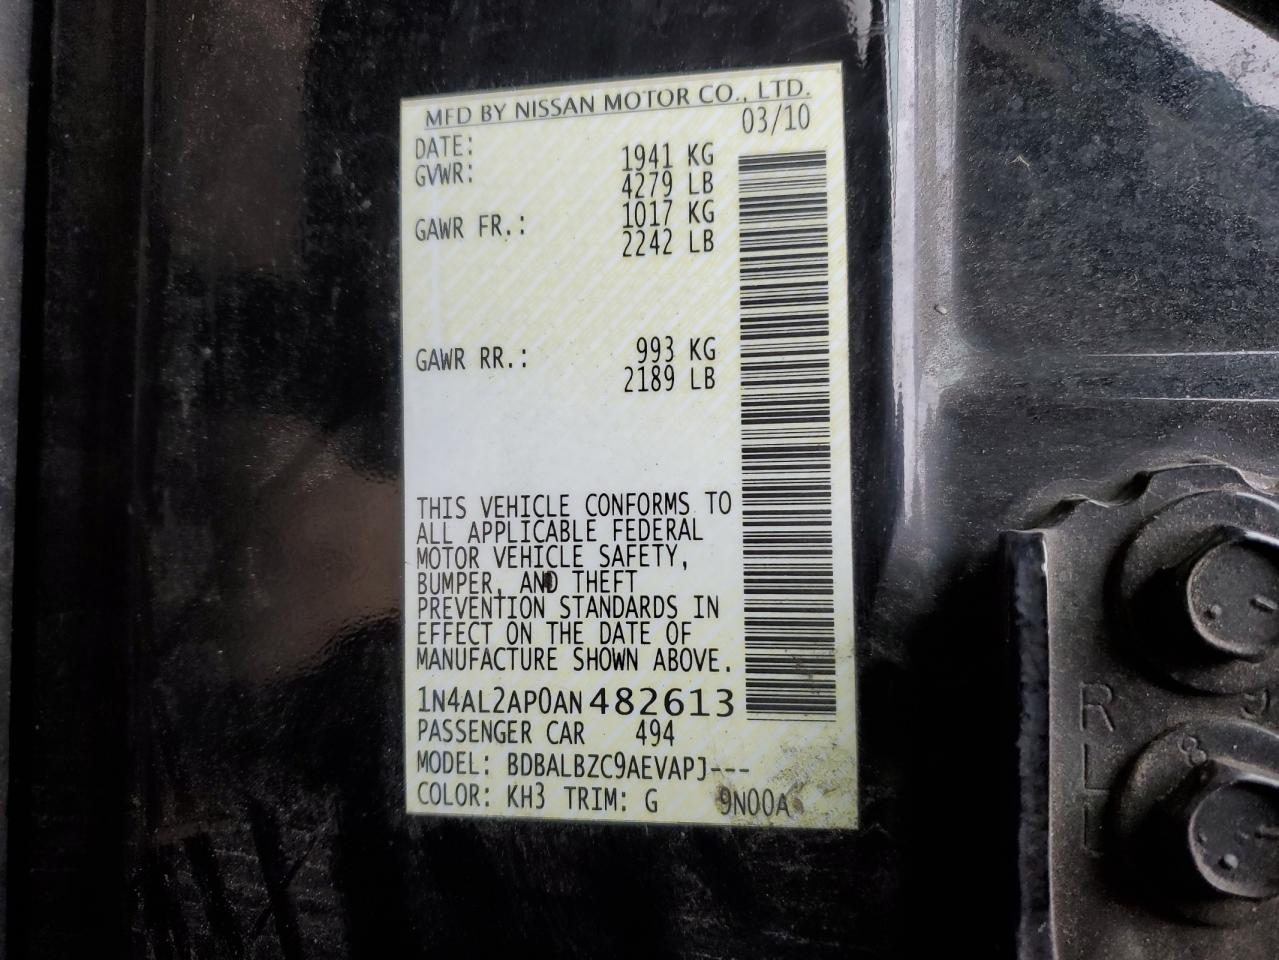 MFD BY NISSAN MOTOR CO., LTD.
DATE: 03/10
GVWR: 1941 KG
4279 LB
GAWR FR.: 1017 KG
2242 LB
GAWR RR.: 993 KG
2189 LB
THIS VEHICLE CONFORMS TO
ALL APPLICABLE FEDERAL
MOTOR VEHICLE SAFETY,
BUMPER, AND THEFT
PREVENTION STANDARDS IN
EFFECT ON THE DATE OF
MANUFACTURE SHOWN ABOVE.
1N4AL2AP0AN482613
PASSENGER CAR 494
MODEL: BDBALBZC9AEVAPJ---
COLOR: KH3 TRIM: G 9N00A
R
L
L
8
9